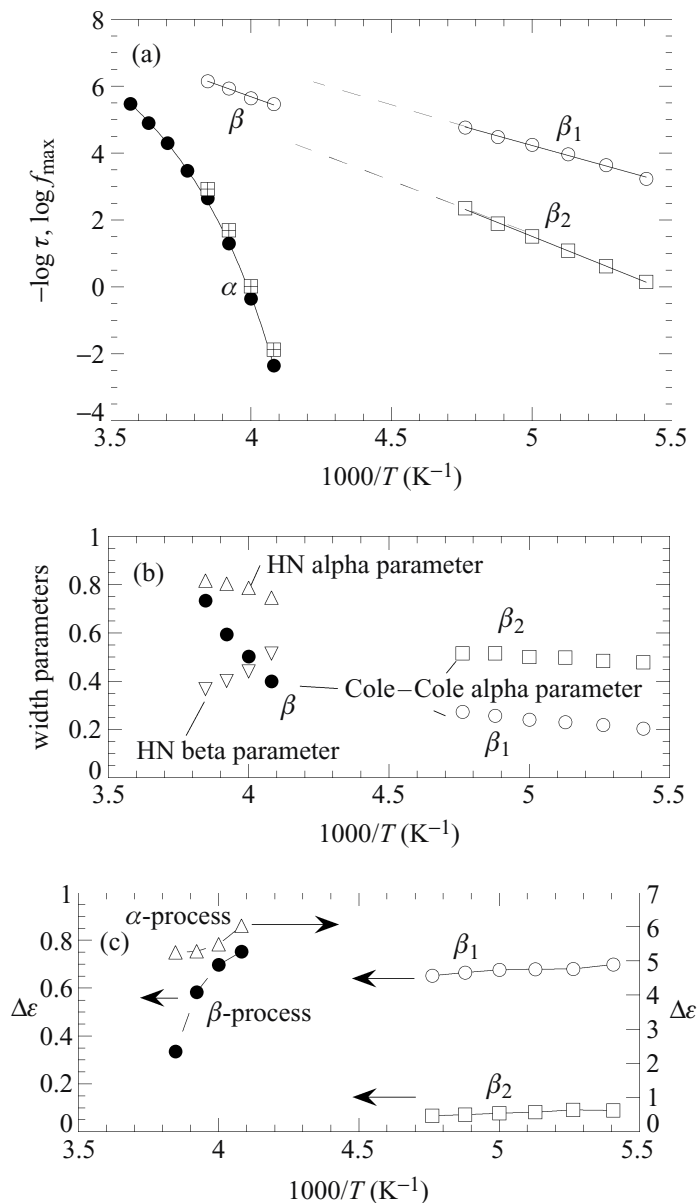 8
(a)
6
β
β₁
4
2
β₂
0
α
−2
−4
−log τ, log f_max
3.5 4 4.5 5 5.5
1000/T (K⁻¹)
1
(b)
HN alpha parameter
0.8
0.6
β₂
0.4
β
Cole–Cole alpha parameter
0.2
HN beta parameter
β₁
0
width parameters
3.5 4 4.5 5 5.5
1000/T (K⁻¹)
1 7
α-process
0.8 6
(c)
β₁
5
0.6 4
Δε β-process Δε
0.4 3
2
0.2
β₂
1
0 0
3.5 4 4.5 5 5.5
1000/T (K⁻¹)